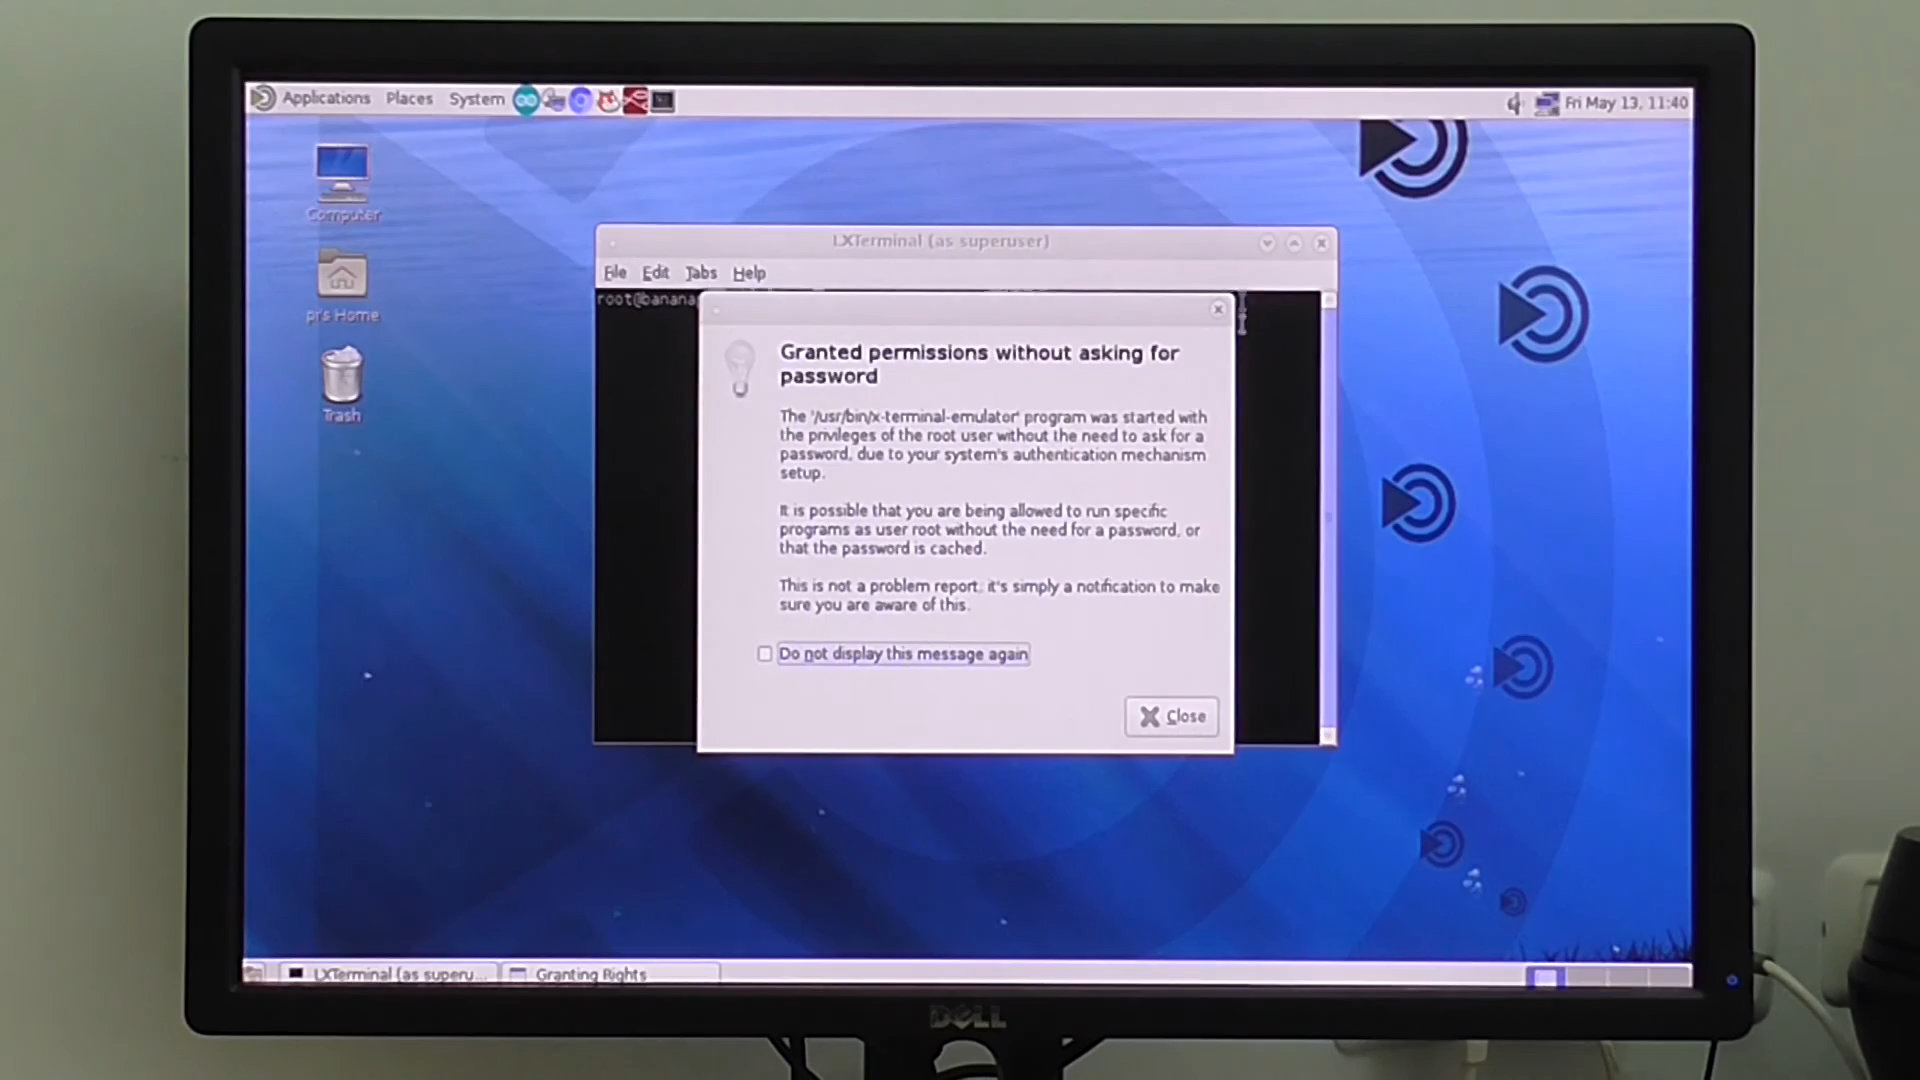 Applications Places System
Fri May 13, 11:40
Computer
pi's Home
Trash
LXTerminal (as superuser)
File Edit Tabs Help
root@banana
Granted permissions without asking for
password
The '/usr/bin/x-terminal-emulator' program was started with
the privileges of the root user without the need to ask for a
password, due to your system's authentication mechanism
setup.
It is possible that you are being allowed to run specific
programs as user root without the need for a password, or
that the password is cached.
This is not a problem report; it's simply a notification to make
sure you are aware of this.
Do not display this message again
Close
LXTerminal (as superu...
Granting Rights
DELL